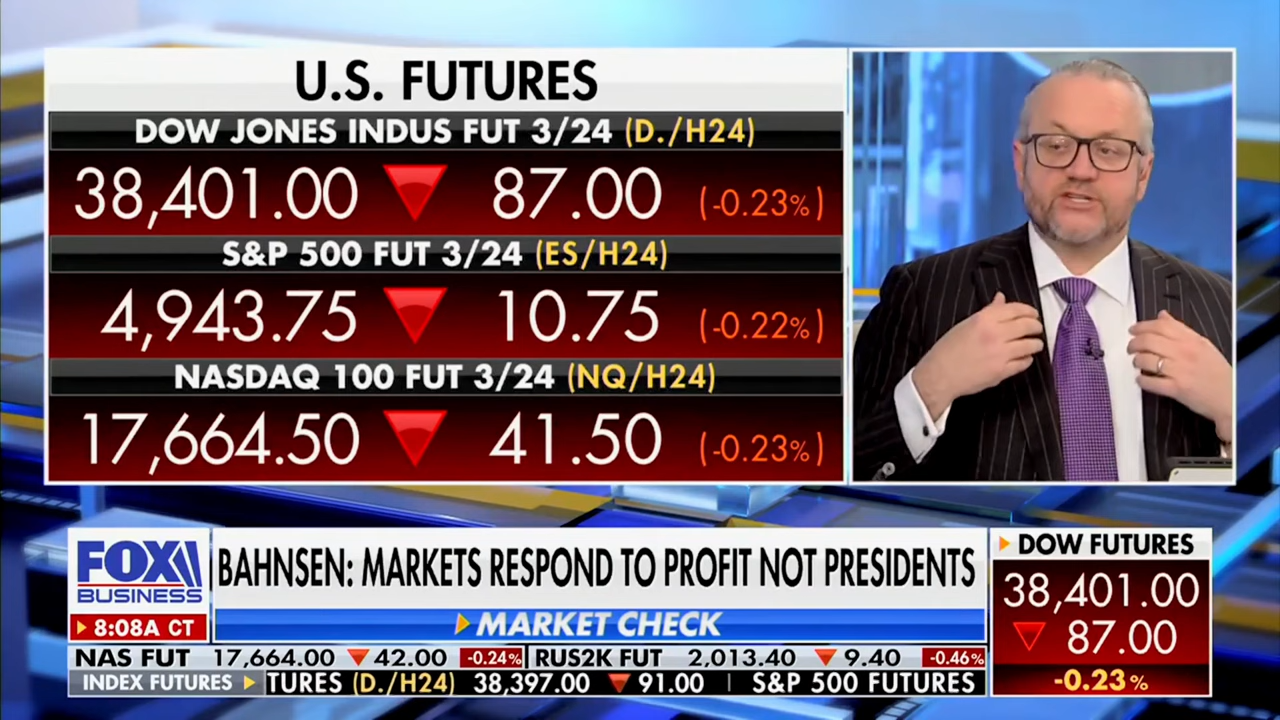 U.S. FUTURES
DOW JONES INDUS FUT 3/24 (D./H24)
38,401.00 87.00 (-0.23%)
S&P 500 FUT 3/24 (ES/H24)
4,943.75 10.75 (-0.22%)
NASDAQ 100 FUT 3/24 (NQ/H24)
17,664.50 41.50 (-0.23%)
FOX BUSINESS
8:08A CT
BAHNSEN: MARKETS RESPOND TO PROFIT NOT PRESIDENTS
MARKET CHECK
DOW FUTURES
38,401.00
87.00
-0.23%
NAS FUT 17,664.00 42.00 -0.24% RUS2K FUT 2,013.40 9.40 -0.46%
INDEX FUTURES TURES (D./H24) 38,397.00 91.00 | S&P 500 FUTURES